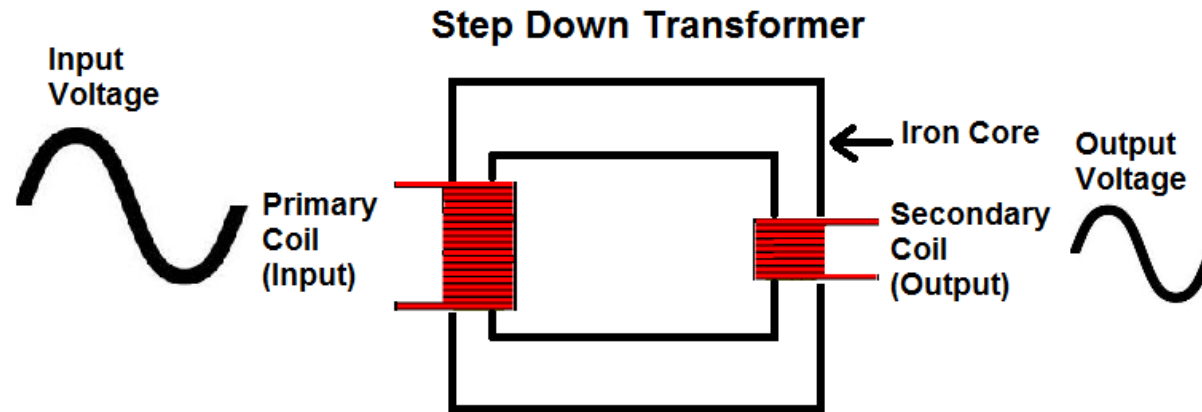 Step Down Transformer
Input
Voltage
Primary
Coil
(Input)
Iron Core
Secondary
Coil
(Output)
Output
Voltage